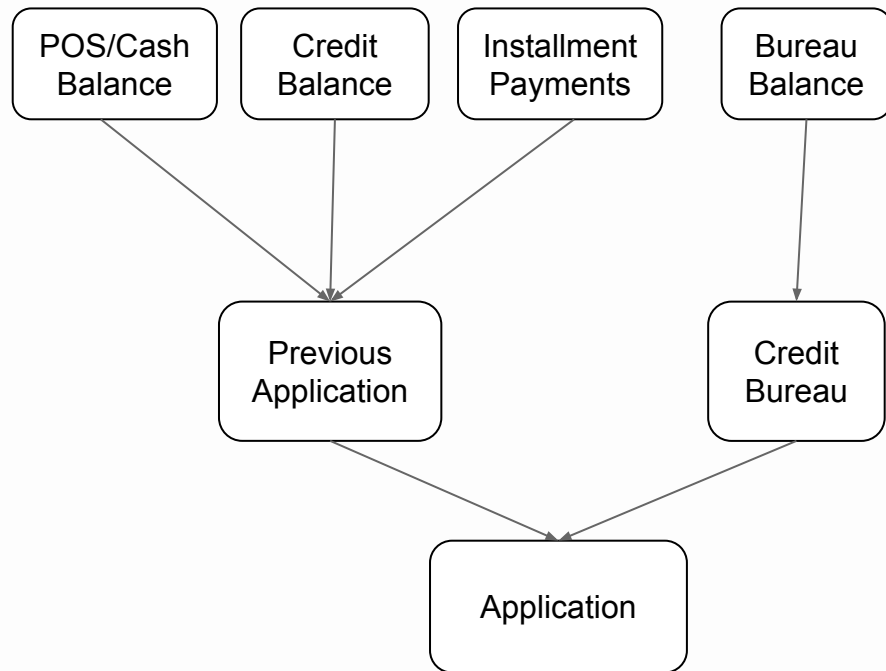 POS/Cash
Balance
Credit
Balance
Installment
Payments
Bureau
Balance
Previous
Application
Credit
Bureau
Application